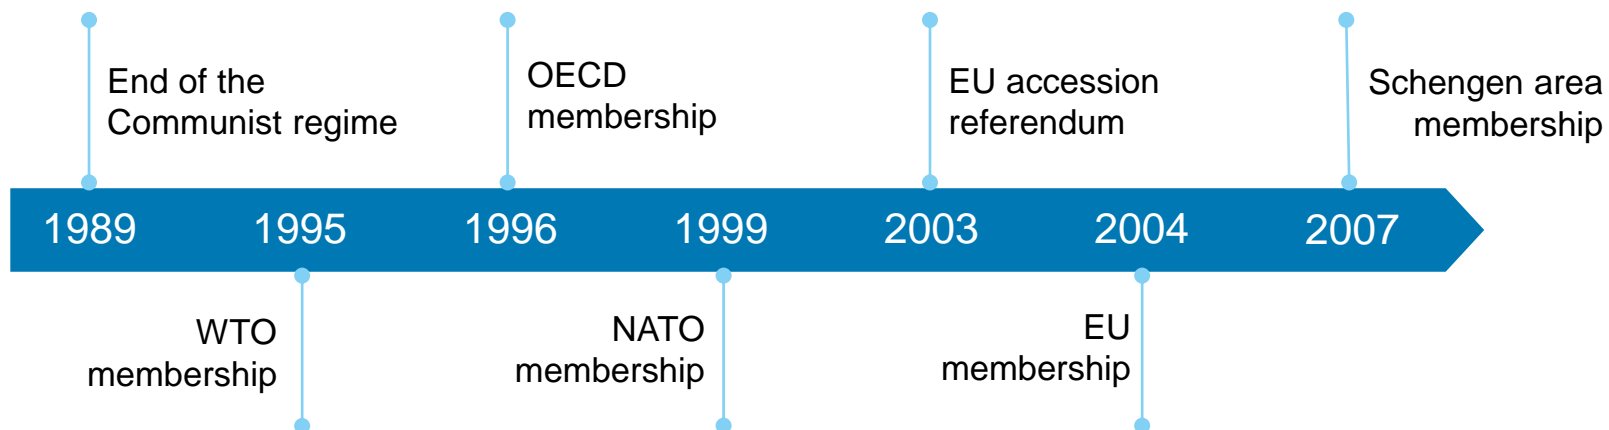 End of the
Communist regime
OECD
membership
EU accession
referendum
Schengen area
membership
1989 1995 1996 1999 2003 2004 2007
WTO
membership
NATO
membership
EU
membership